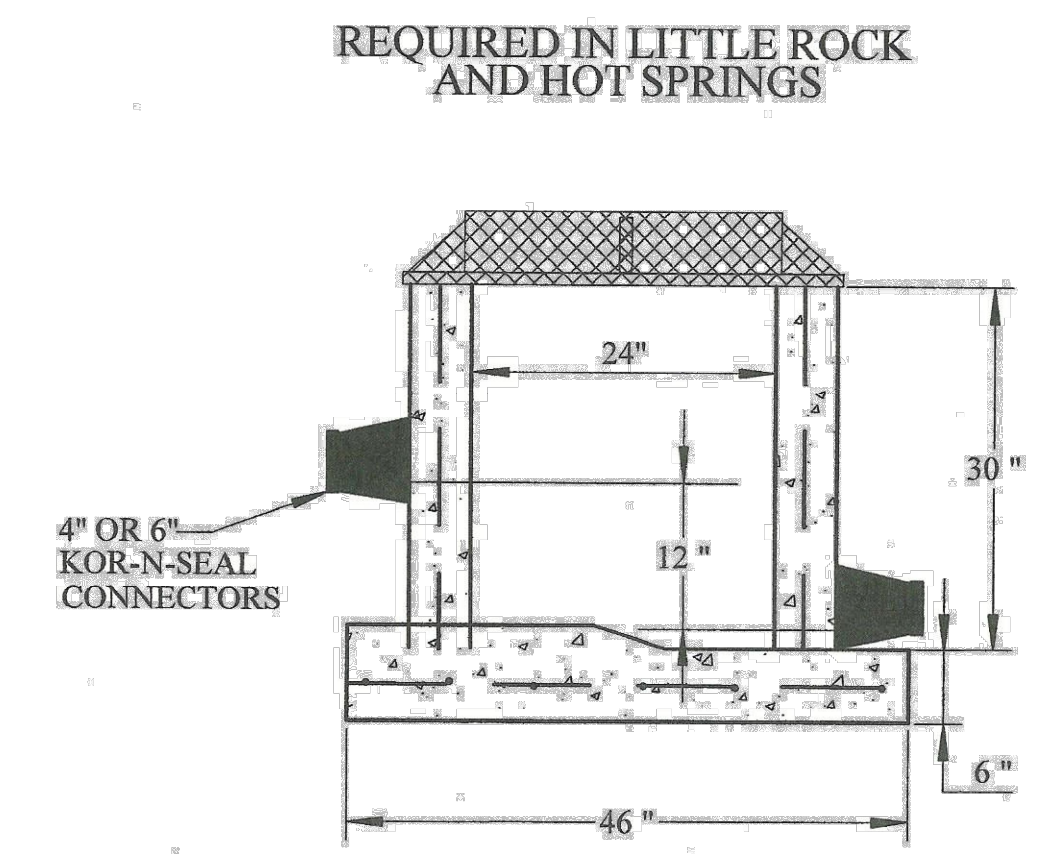 REQUIRED IN LITTLE ROCK
AND HOT SPRINGS
24"
30 "
4" OR 6"
KOR-N-SEAL
CONNECTORS
12 "
6 "
46 "